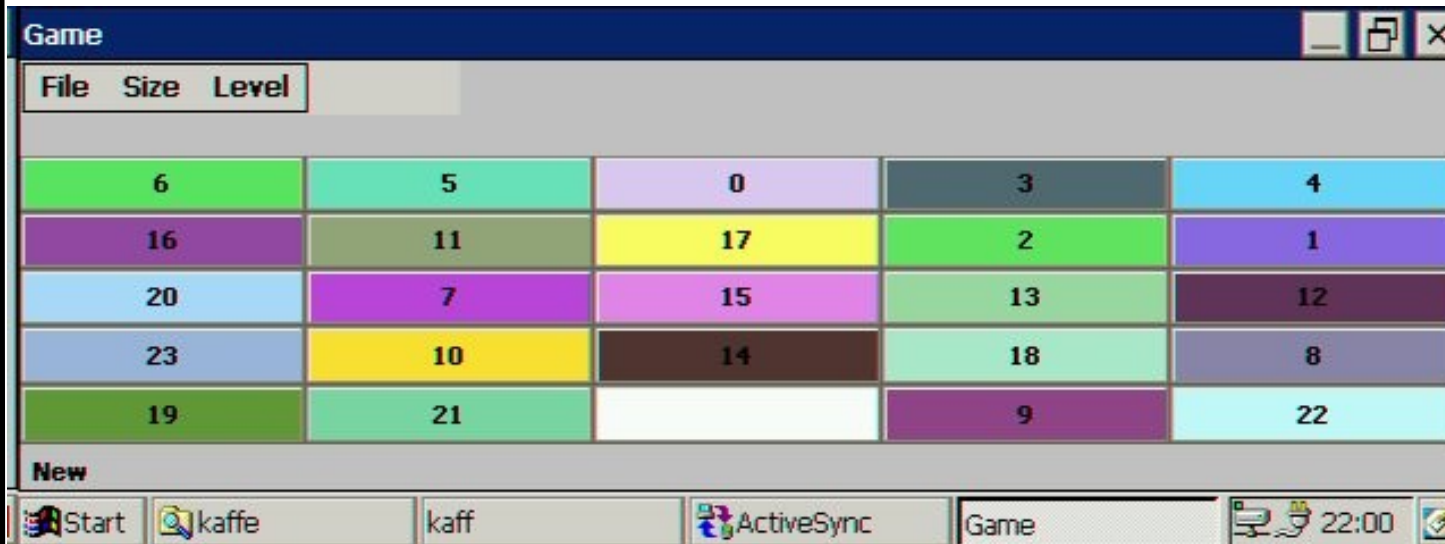 Game
File Size Level
6 5 0 3 4
16 11 17 2 1
20 7 15 13 12
23 10 14 18 8
19 21 9 22
New
Start kaffe kaff ActiveSync Game 22:00